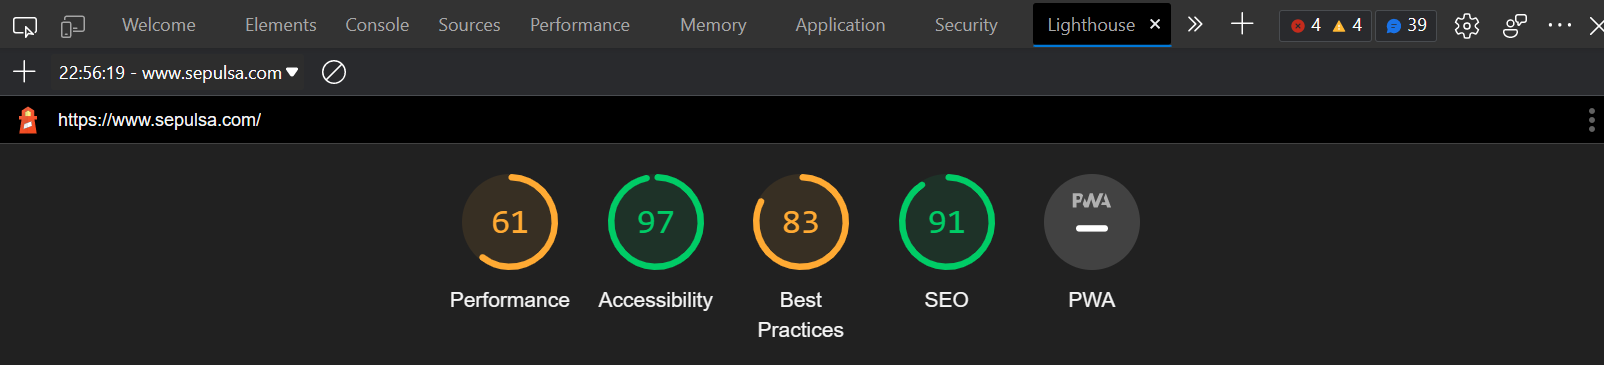 Welcome Elements Console Sources Performance Memory Application Security Lighthouse 4 4 39
22:56:19 - www.sepulsa.com
https://www.sepulsa.com/
61 97 83 91 PWA
Performance Accessibility Best Practices SEO PWA